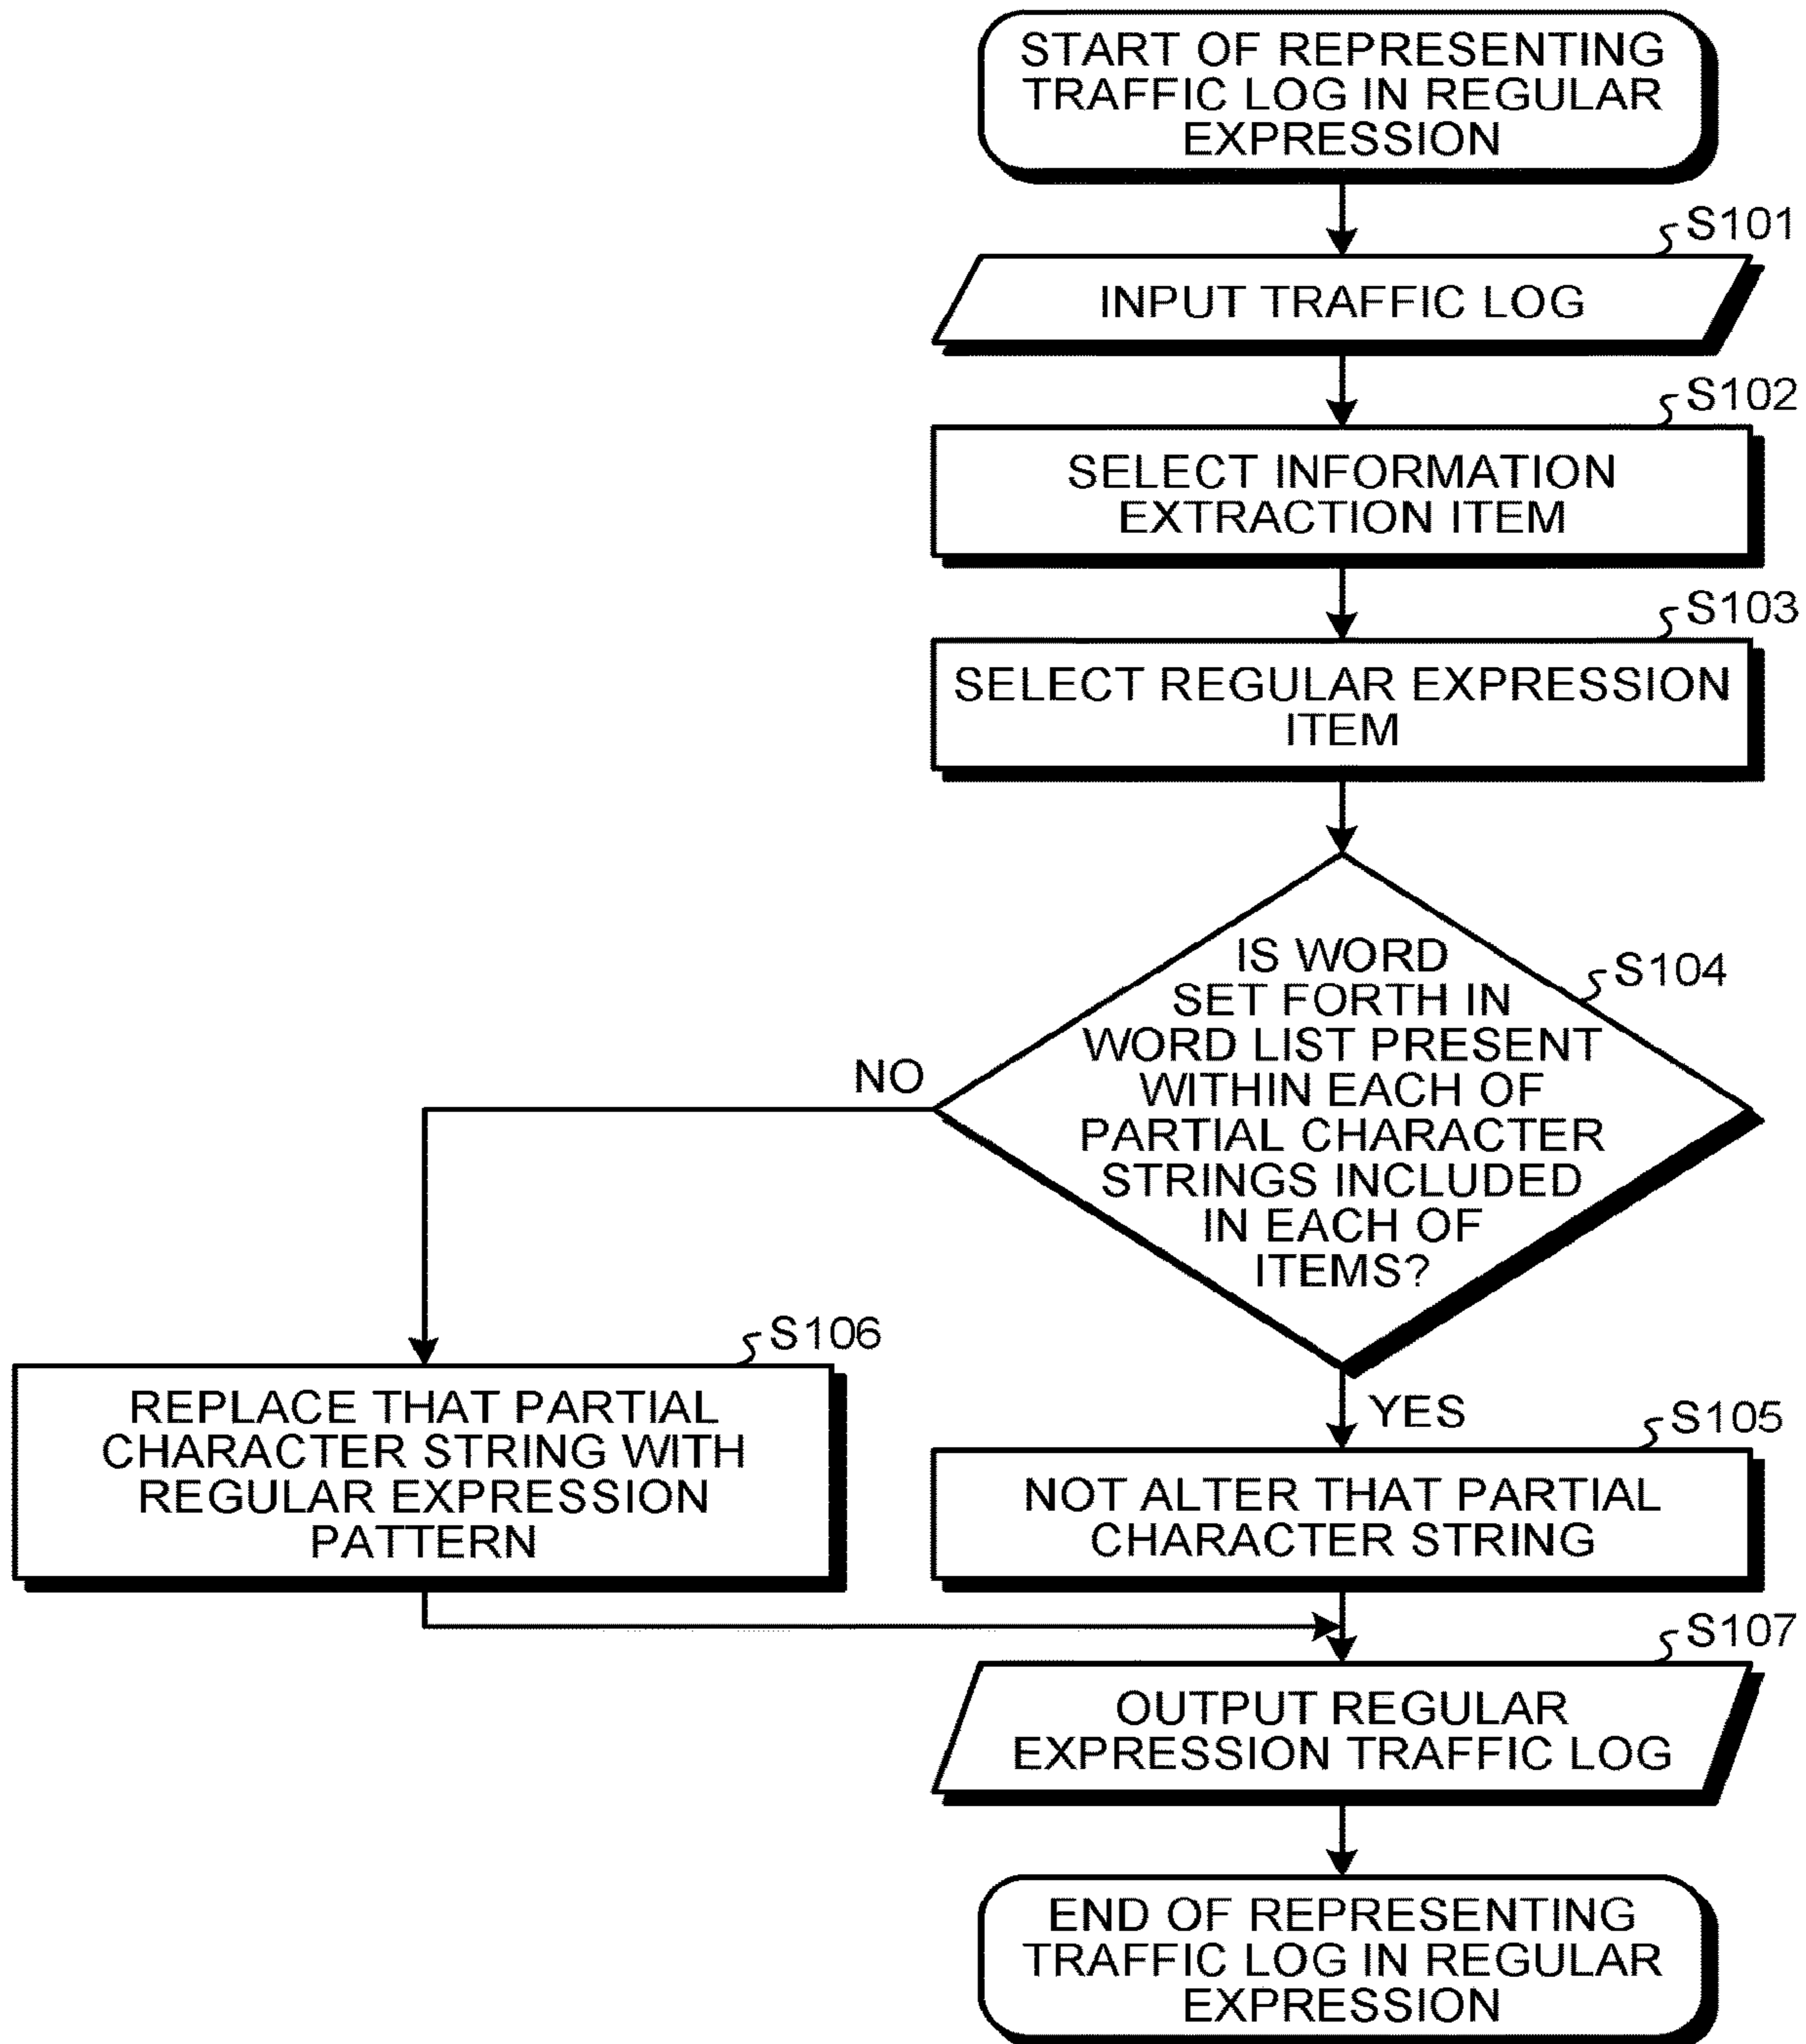 START OF REPRESENTING
TRAFFIC LOG IN REGULAR
EXPRESSION
S101
INPUT TRAFFIC LOG
S102
SELECT INFORMATION
EXTRACTION ITEM
S103
SELECT REGULAR EXPRESSION
ITEM
S104
IS WORD
SET FORTH IN
WORD LIST PRESENT
WITHIN EACH OF
PARTIAL CHARACTER
STRINGS INCLUDED
IN EACH OF
ITEMS?
NO
S106
REPLACE THAT PARTIAL
CHARACTER STRING WITH
REGULAR EXPRESSION
PATTERN
YES
S105
NOT ALTER THAT PARTIAL
CHARACTER STRING
S107
OUTPUT REGULAR
EXPRESSION TRAFFIC LOG
END OF REPRESENTING
TRAFFIC LOG IN REGULAR
EXPRESSION